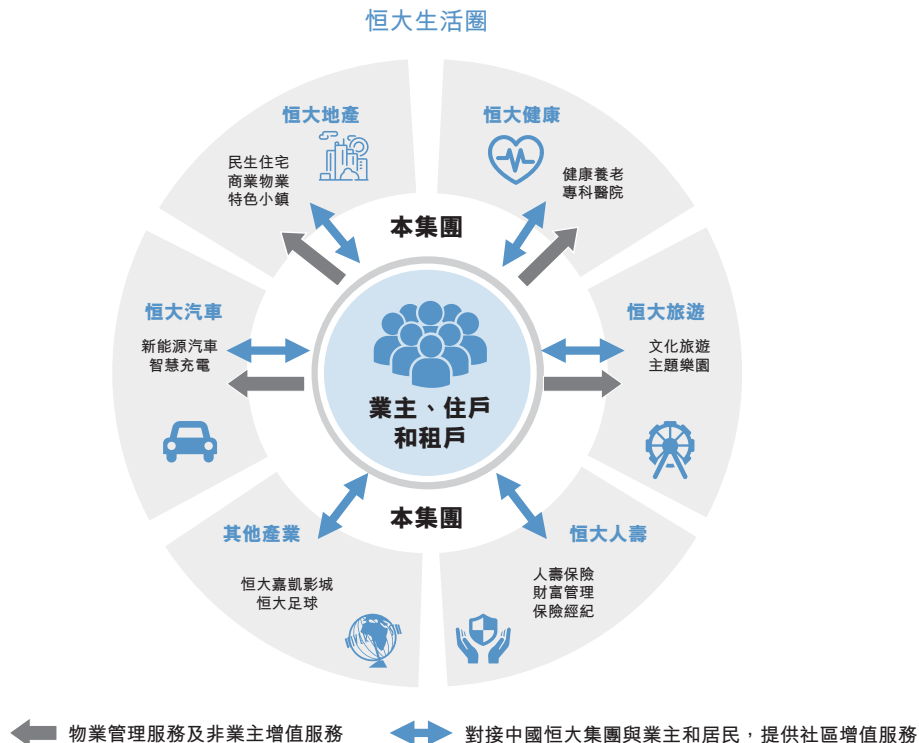 恒大生活圈
恒大地產
民生住宅
商業物業
特色小鎮
恒大健康
健康養老
專科醫院
本集團
恒大汽車
新能源汽車
智慧充電
恒大旅遊
文化旅遊
主題樂園
業主、住戶
和租戶
本集團
其他產業
恒大嘉凱影城
恒大足球
恒大人壽
人壽保險
財富管理
保險經紀
物業管理服務及非業主增值服務
對接中國恒大集團與業主和居民，提供社區增值服務